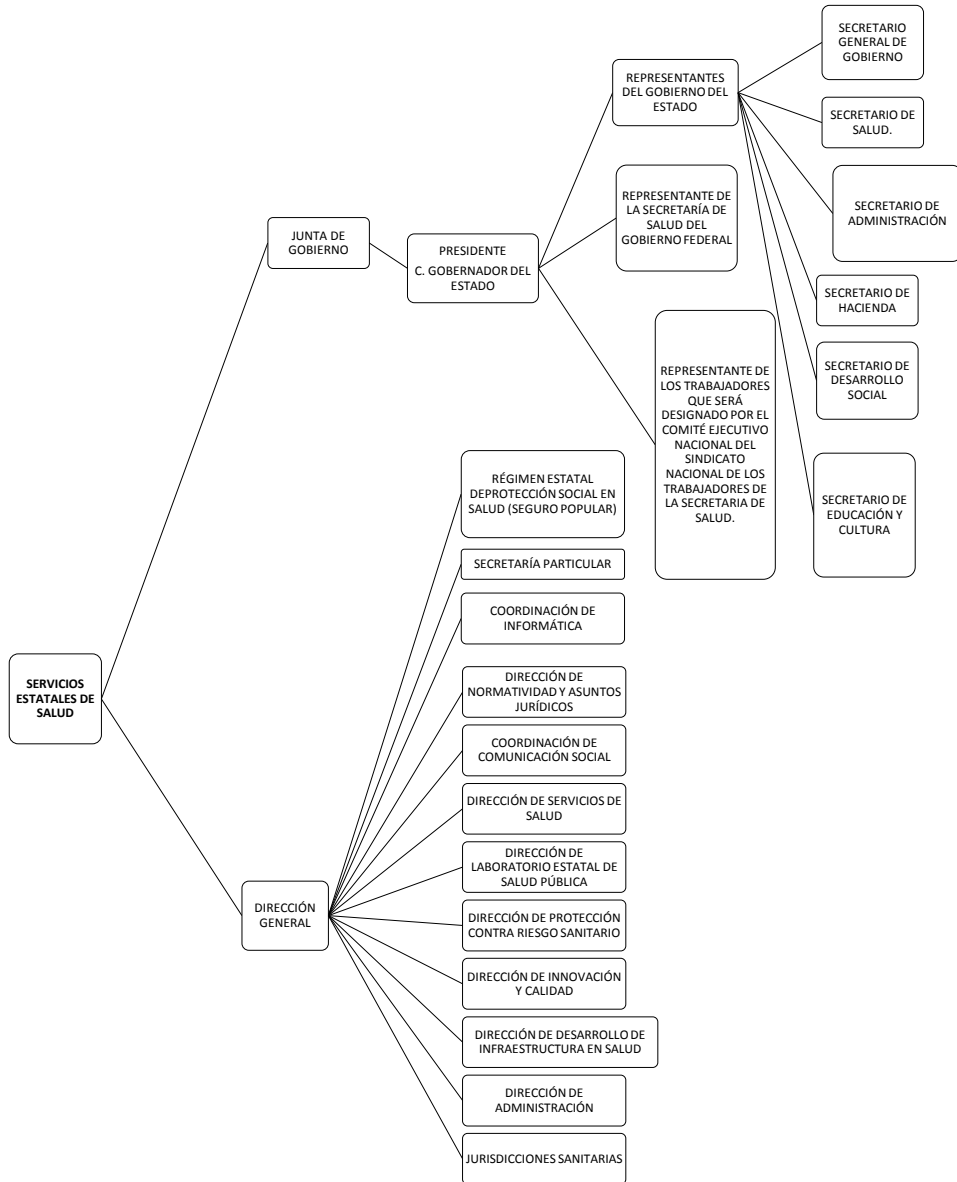 SECRETARIO
GENERAL DE
GOBIERNO
REPRESENTANTES
DEL GOBIERNO DEL
ESTADO
SECRETARIO DE
SALUD.
REPRESENTANTE DE
LA SECRETARÍA DE
SALUD DEL
GOBIERNO FEDERAL
SECRETARIO DE
ADMINISTRACIÓN
JUNTA DE
GOBIERNO
PRESIDENTE
C. GOBERNADOR DEL
ESTADO
SECRETARIO DE
HACIENDA
SECRETARIO DE
DESARROLLO
SOCIAL
REPRESENTANTE DE
LOS TRABAJADORES
QUE SERÁ
DESIGNADO POR EL
COMITÉ EJECUTIVO
NACIONAL DEL
SINDICATO
NACIONAL DE LOS
TRABAJADORES DE
LA SECRETARIA DE
SALUD.
SECRETARIO DE
EDUCACIÓN Y
CULTURA
RÉGIMEN ESTATAL
DEPROTECCIÓN SOCIAL EN
SALUD (SEGURO POPULAR)
SECRETARÍA PARTICULAR
COORDINACIÓN DE
INFORMÁTICA
SERVICIOS
ESTATALES DE
SALUD
DIRECCIÓN DE
NORMATIVIDAD Y ASUNTOS
JURÍDICOS
COORDINACIÓN DE
COMUNICACIÓN SOCIAL
DIRECCIÓN DE SERVICIOS DE
SALUD
DIRECCIÓN DE
LABORATORIO ESTATAL DE
SALUD PÚBLICA
DIRECCIÓN
GENERAL
DIRECCIÓN DE PROTECCIÓN
CONTRA RIESGO SANITARIO
DIRECCIÓN DE INNOVACIÓN
Y CALIDAD
DIRECCIÓN DE DESARROLLO DE
INFRAESTRUCTURA EN SALUD
DIRECCIÓN DE
ADMINISTRACIÓN
JURISDICCIONES SANITARIAS